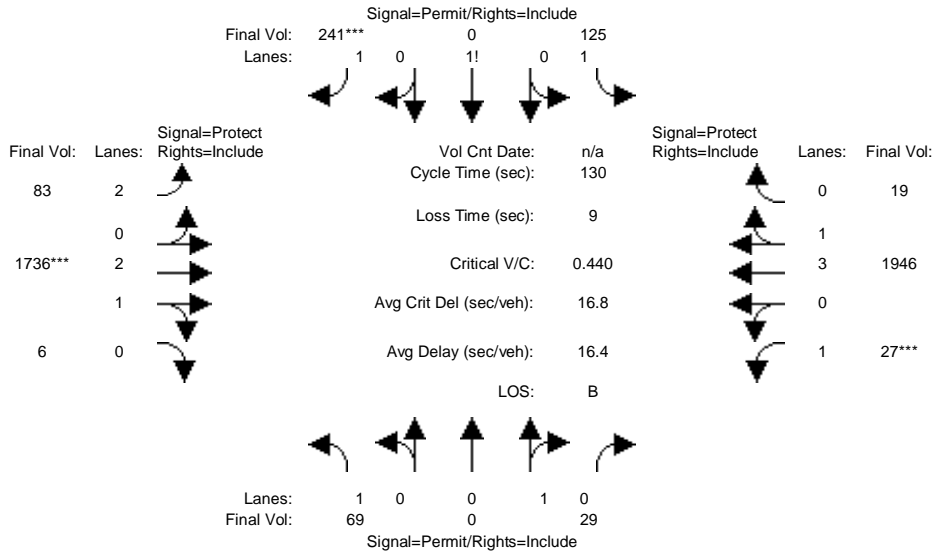 Signal=Permit/Rights=Include
Final Vol: 241*** 0 125
Lanes: 1 0 1! 0 1
Signal=Protect Signal=Protect
Final Vol: Lanes: Rights=Include Vol Cnt Date: n/a Rights=Include Lanes: Final Vol:
Cycle Time (sec): 130
83 2 0 19
Loss Time (sec): 9
0 1
1736*** 2 Critical V/C: 0.440 3 1946
1 Avg Crit Del (sec/veh): 16.8 0
6 0 Avg Delay (sec/veh): 16.4 1 27***
LOS: B
Lanes: 1 0 0 1 0
Final Vol: 69 0 29
Signal=Permit/Rights=Include